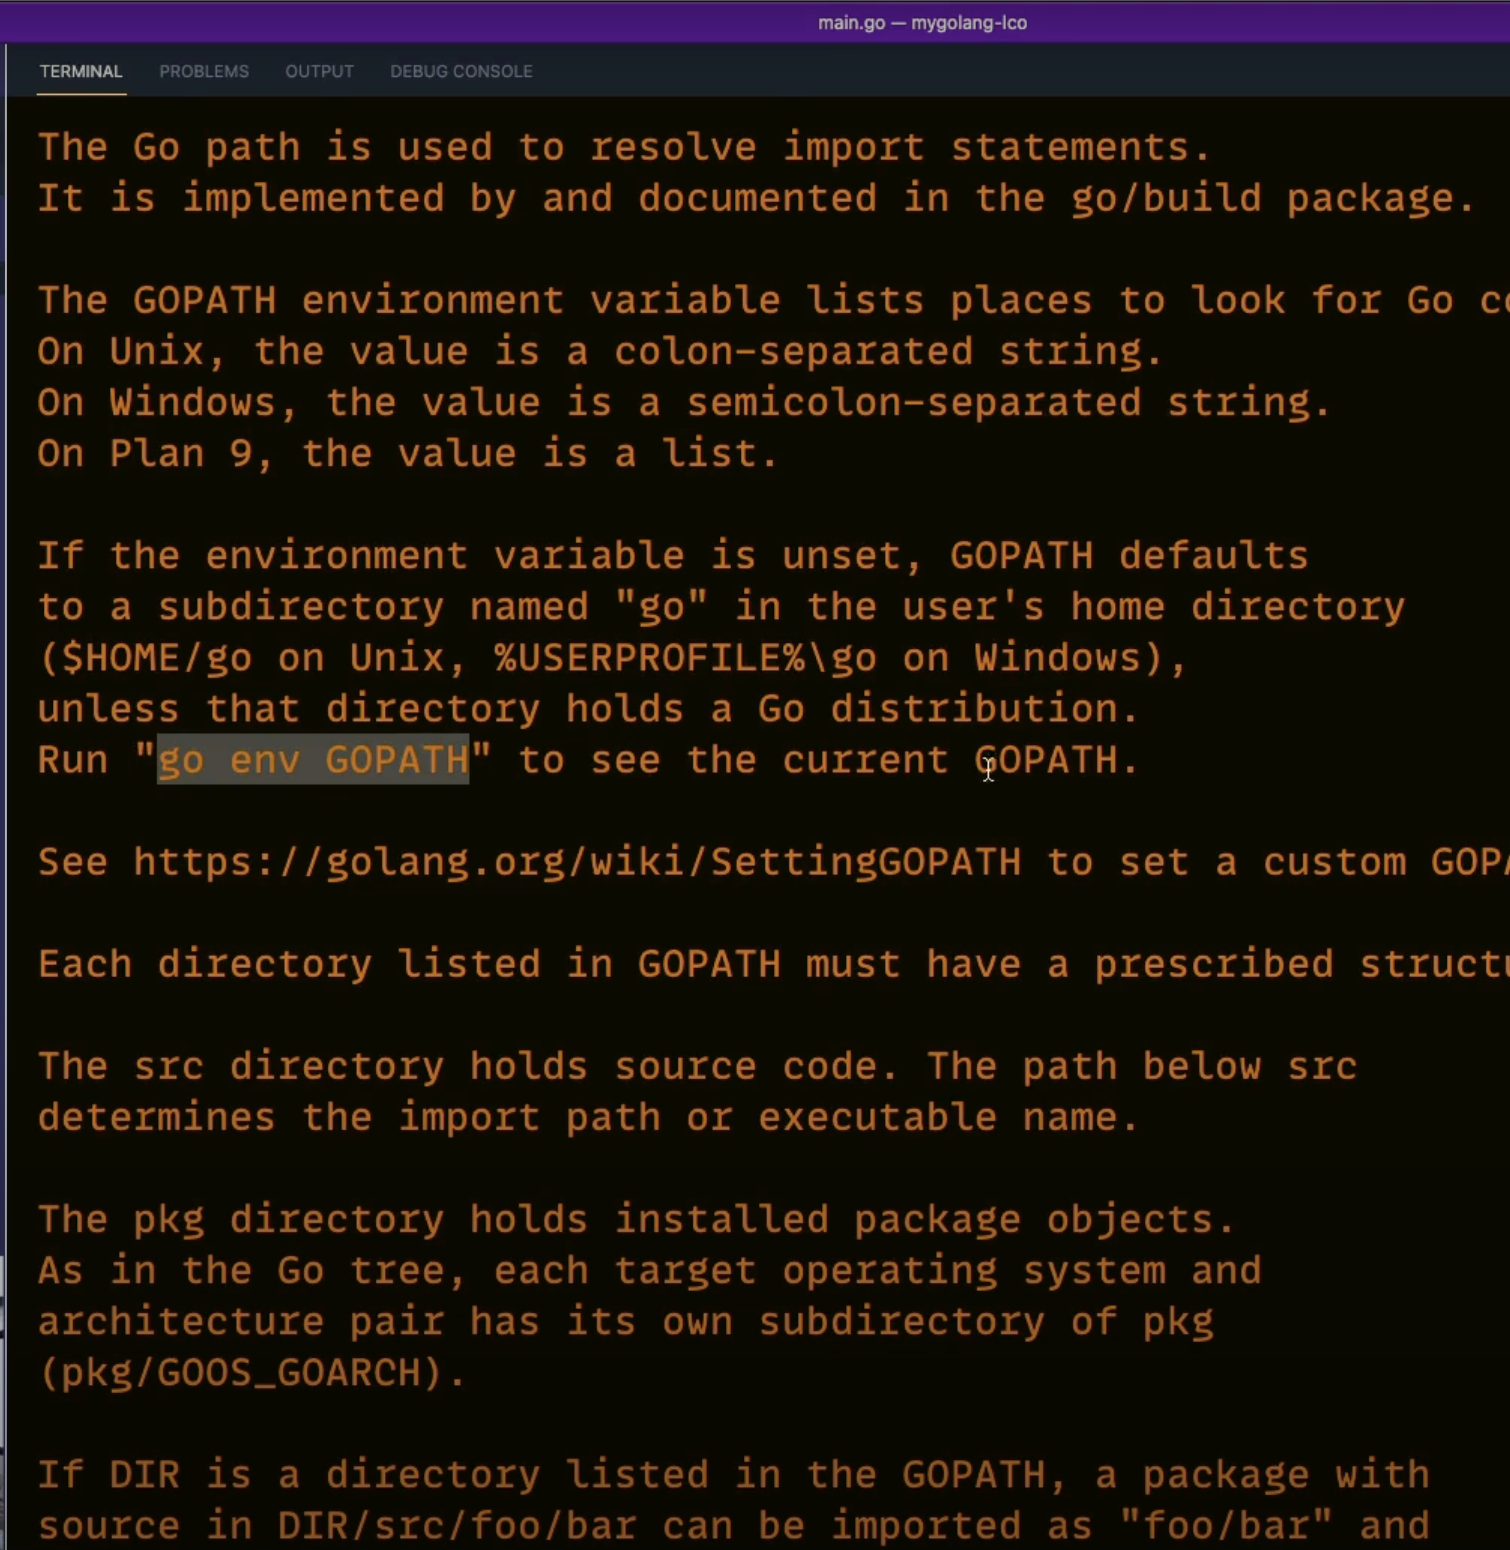 main.go — mygolang-lco
TERMINAL PROBLEMS OUTPUT DEBUG CONSOLE
The Go path is used to resolve import statements.
It is implemented by and documented in the go/build package.
The GOPATH environment variable lists places to look for Go
On Unix, the value is a colon-separated string.
On Windows, the value is a semicolon-separated string.
On Plan 9, the value is a list.
If the environment variable is unset, GOPATH defaults
to a subdirectory named "go" in the user's home directory
($HOME/go on Unix, %USERPROFILE%\go on Windows),
unless that directory holds a Go distribution.
Run "go env GOPATH" to see the current GOPATH.
See https://golang.org/wiki/SettingGOPATH to set a custom
Each directory listed in GOPATH must have a prescribed
The src directory holds source code. The path below src
determines the import path or executable name.
The pkg directory holds installed package objects.
As in the Go tree, each target operating system and
architecture pair has its own subdirectory of pkg
(pkg/GOOS_GOARCH).
If DIR is a directory listed in the GOPATH, a package with
source in DIR/src/foo/bar can be imported as "foo/bar" and